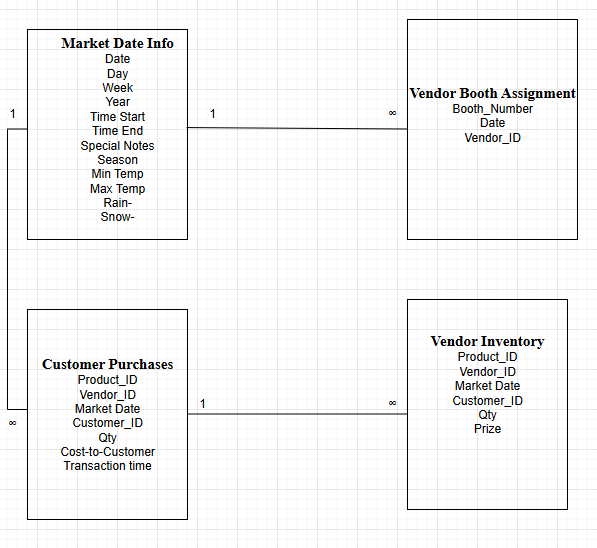 Market Date Info
Date
Day
Week
Year
Time Start
Time End
Special Notes
Season
Min Temp
Max Temp
Rain-
Snow-
1
1
∞
Vendor Booth Assignment
Booth_Number
Date
Vendor_ID
Customer Purchases
Product_ID
Vendor_ID
Market Date
Customer_ID
Qty
Cost-to-Customer
Transaction time
∞
1
∞
Vendor Inventory
Product_ID
Vendor_ID
Market Date
Customer_ID
Qty
Prize